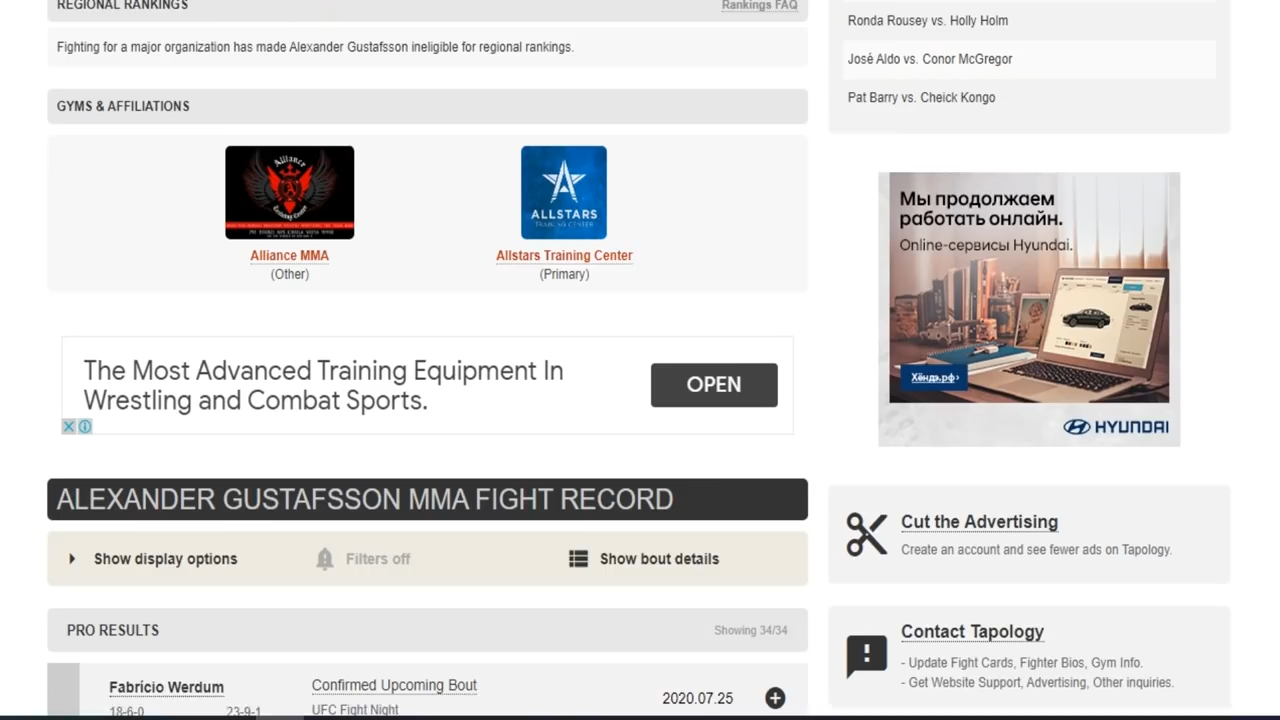 REGIONAL RANKINGS
Rankings FAQ
Fighting for a major organization has made Alexander Gustafsson ineligible for regional rankings.
GYMS & AFFILIATIONS
Alliance
Training Center
ALLSTARS
TRAINING CENTER
Alliance MMA
(Other)
Allstars Training Center
(Primary)
The Most Advanced Training Equipment In
Wrestling and Combat Sports.
OPEN
ALEXANDER GUSTAFSSON MMA FIGHT RECORD
Show display options
Filters off
Show bout details
PRO RESULTS
Showing 34/34
Fabrício Werdum
Confirmed Upcoming Bout
2020.07.25
18-6-0
23-9-1
UFC Fight Night
Ronda Rousey vs. Holly Holm
José Aldo vs. Conor McGregor
Pat Barry vs. Cheick Kongo
Мы продолжаем
работать онлайн.
Online-сервисы Hyundai.
Хёндэ.рф›
HYUNDAI
Cut the Advertising
Create an account and see fewer ads on Tapology.
Contact Tapology
- Update Fight Cards, Fighter Bios, Gym Info.
- Get Website Support, Advertising, Other inquiries.